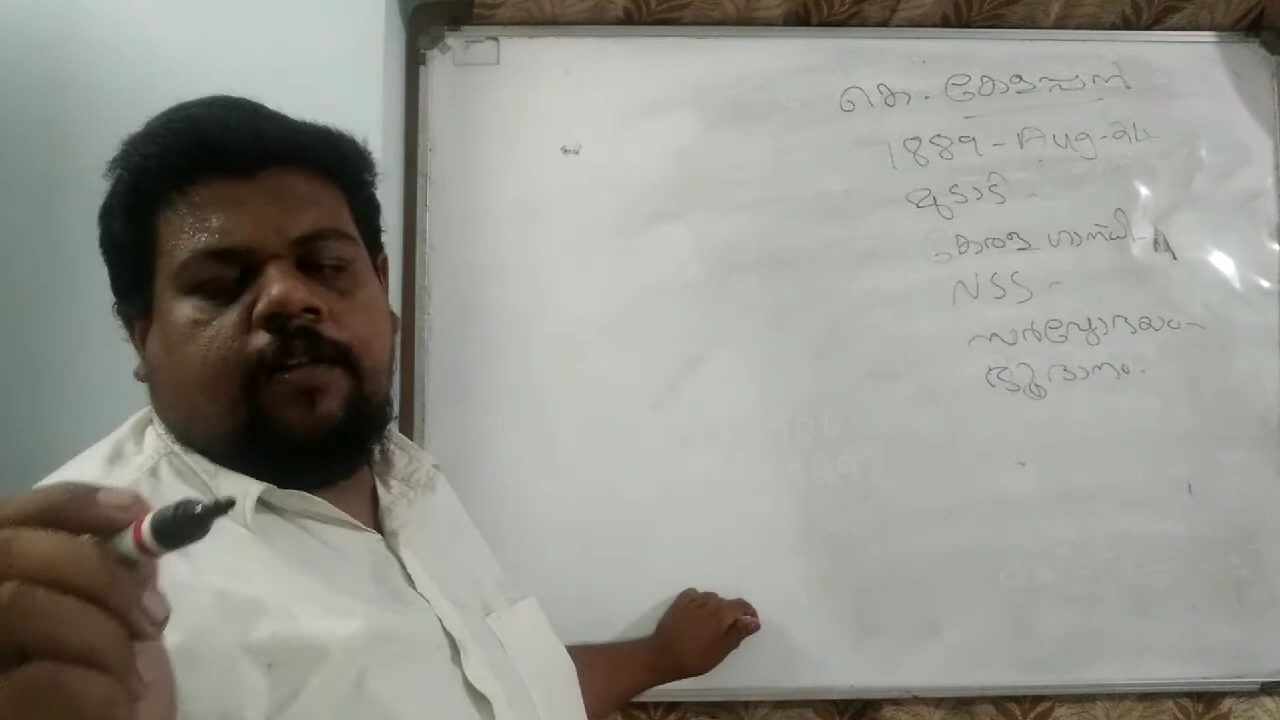 കെ. കേളപ്പൻ
1889 - Aug - 24
മുടാടി -
കേരള ഗാന്ധി -
NSS -
സർവ്വോദയം -
ഭൂദാനം -